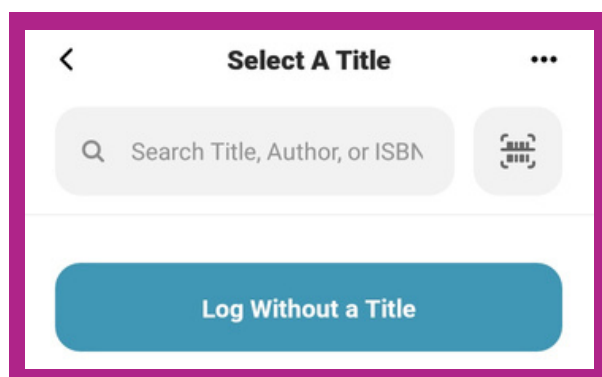 Select A Title
Search Title, Author, or ISBN
Log Without a Title